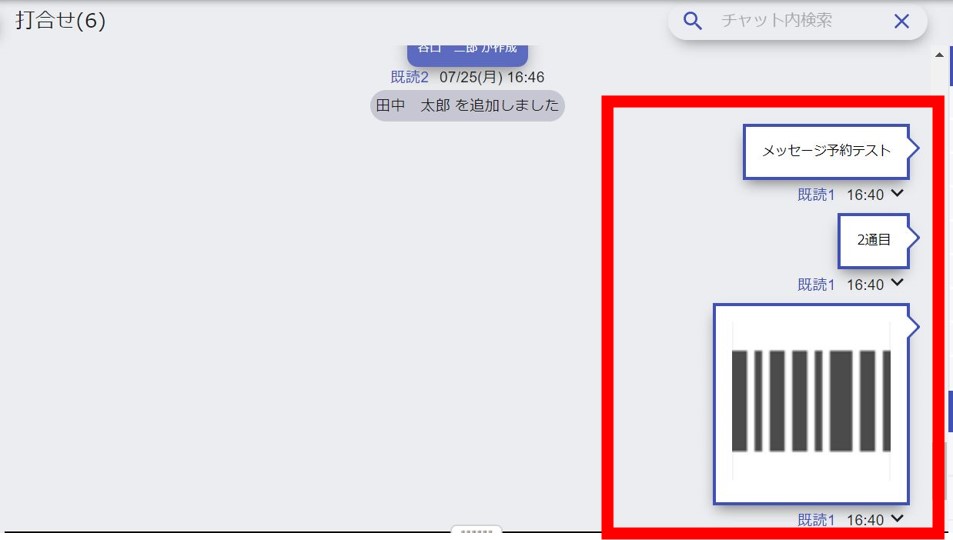 打合せ(6)
チャット内検索
谷口　二郎 が作成
既読2 07/25(月) 16:46
田中　太郎 を追加しました
メッセージ予約テスト
既読1 16:40
2通目
既読1 16:40
既読1 16:40